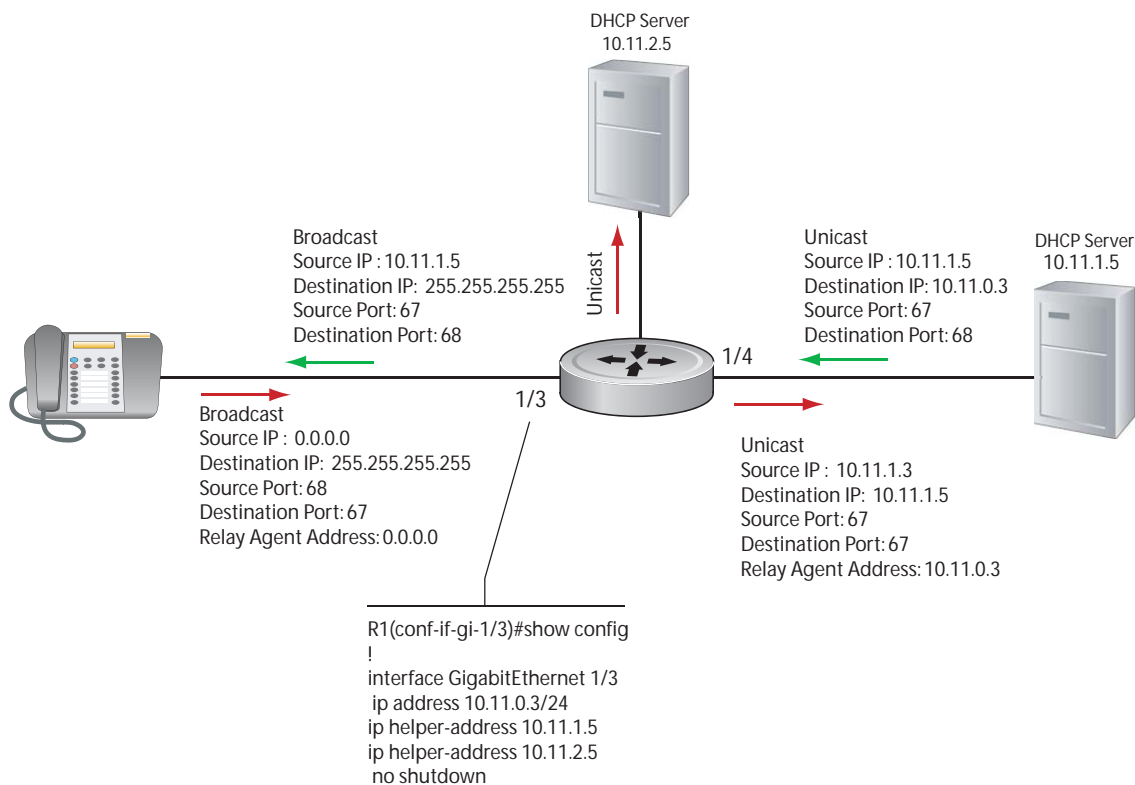 DHCP Server
10.11.2.5
Broadcast
Source IP : 10.11.1.5
Destination IP: 255.255.255.255
Source Port: 67
Destination Port: 68
Unicast
Unicast
Source IP : 10.11.1.5
Destination IP: 10.11.0.3
Source Port: 67
Destination Port: 68
DHCP Server
10.11.1.5
1/4
1/3
Broadcast
Source IP : 0.0.0.0
Destination IP: 255.255.255.255
Source Port: 68
Destination Port: 67
Relay Agent Address: 0.0.0.0
Unicast
Source IP : 10.11.1.3
Destination IP: 10.11.1.5
Source Port: 67
Destination Port: 67
Relay Agent Address: 10.11.0.3
R1(conf-if-gi-1/3)#show config
!
interface GigabitEthernet 1/3
ip address 10.11.0.3/24
ip helper-address 10.11.1.5
ip helper-address 10.11.2.5
no shutdown